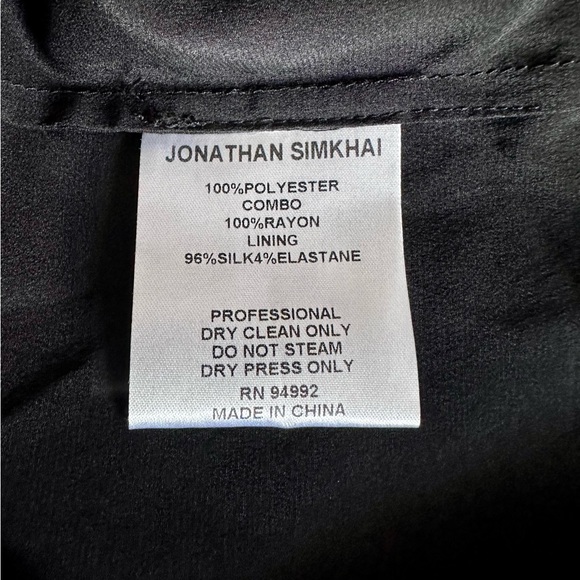 JONATHAN SIMKHAI
100%POLYESTER
COMBO
100%RAYON
LINING
96%SILK4%ELASTANE
PROFESSIONAL
DRY CLEAN ONLY
DO NOT STEAM
DRY PRESS ONLY
RN 94992
MADE IN CHINA